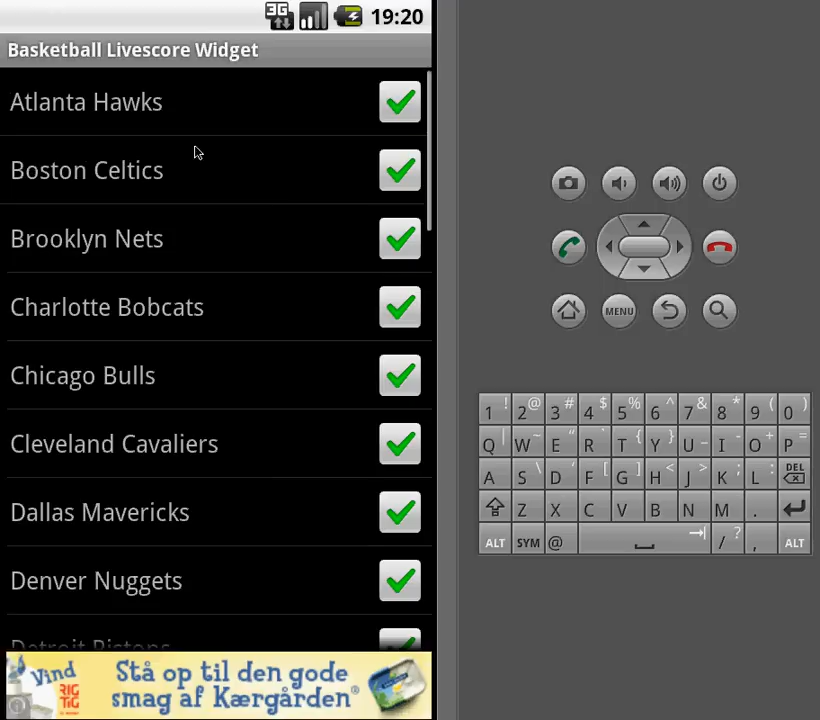 3G 19:20
Basketball Livescore Widget
Atlanta Hawks
Boston Celtics
Brooklyn Nets
Charlotte Bobcats
Chicago Bulls
Cleveland Cavaliers
Dallas Mavericks
Denver Nuggets
Detroit Pistons
Vind
RIG
TIG
Stå op til den gode
smag af Kærgården®
MENU
1 ! 2 @ 3 # 4 $ 5 % 6 ^ 7 & 8 * 9 ( 0 )
Q | W ~ E " R ` T { Y } U _ I - O + P =
A S \ D ' F [ G ] H < J > K ; L : DEL
Z X C V B N M .
ALT SYM @ / ? , ALT